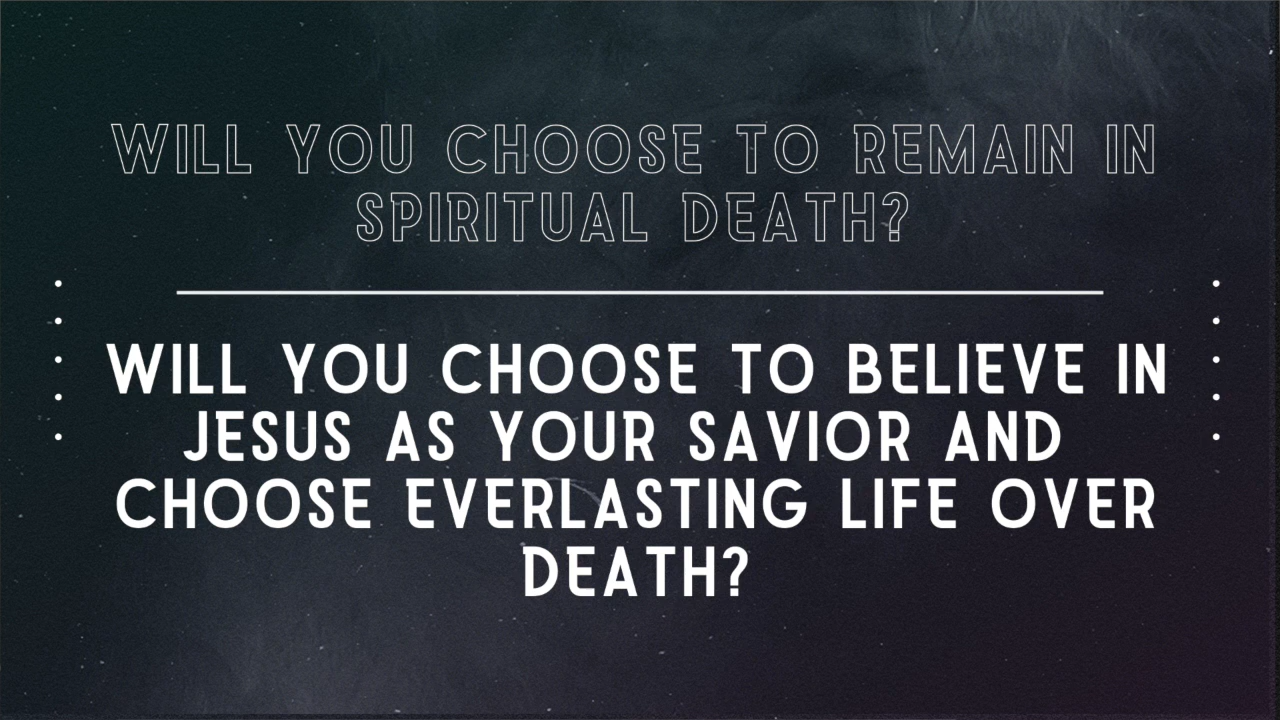 WILL YOU CHOOSE TO REMAIN IN
SPIRITUAL DEATH?
WILL YOU CHOOSE TO BELIEVE IN
JESUS AS YOUR SAVIOR AND
CHOOSE EVERLASTING LIFE OVER
DEATH?